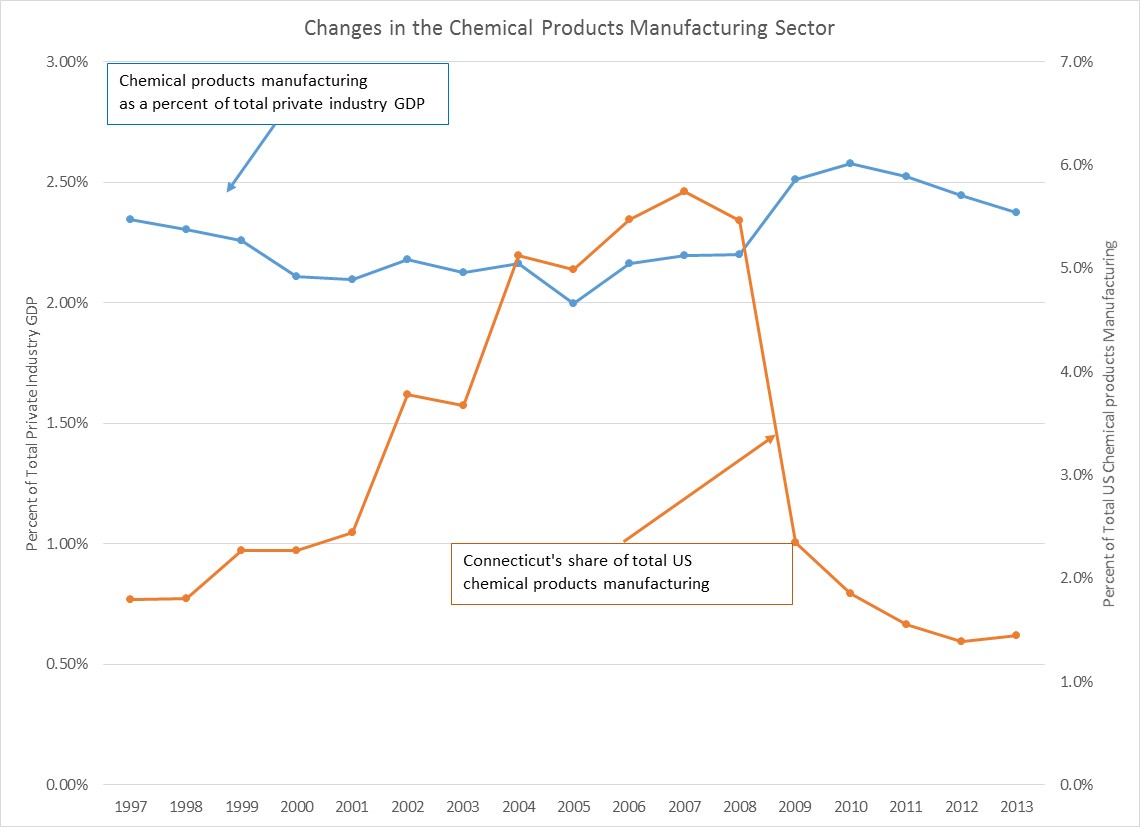 Changes in the Chemical Products Manufacturing Sector
3.00%
7.0%
Chemical products manufacturing
as a percent of total private industry GDP
6.0%
2.50%
5.0%
2.00%
4.0%
1.50%
3.0%
1.00%
Connecticut's share of total US
chemical products manufacturing
2.0%
0.50%
1.0%
0.00%
0.0%
Percent of Total Private Industry GDP
Percent of Total US Chemical products Manufacturing
1997 1998 1999 2000 2001 2002 2003 2004 2005 2006 2007 2008 2009 2010 2011 2012 2013